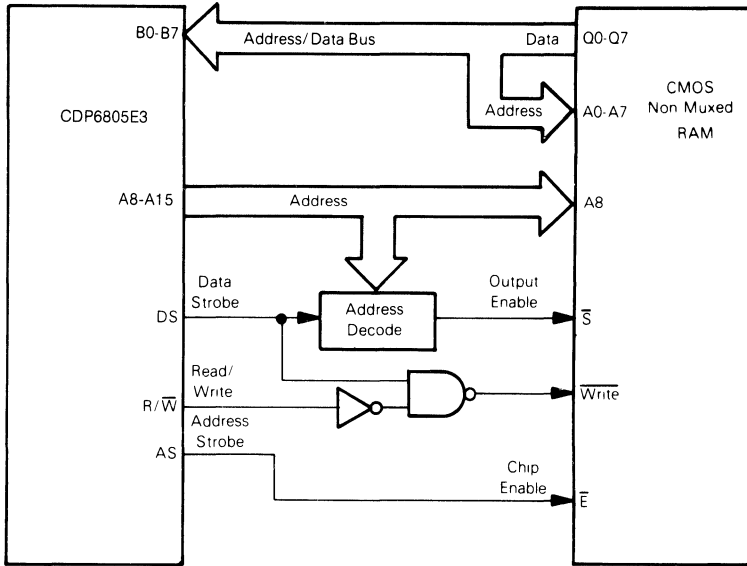 B0-B7
Address/Data Bus
Data
Q0-Q7
CDP6805E3
Address
A0-A7
CMOS
Non Muxed
RAM
A8-A15
Address
A8
Data
Strobe
DS
Address
Decode
Output
Enable
S̅
Read/
Write
R/W̅
W̅r̅i̅t̅e̅
Address
Strobe
AS
Chip
Enable
E̅